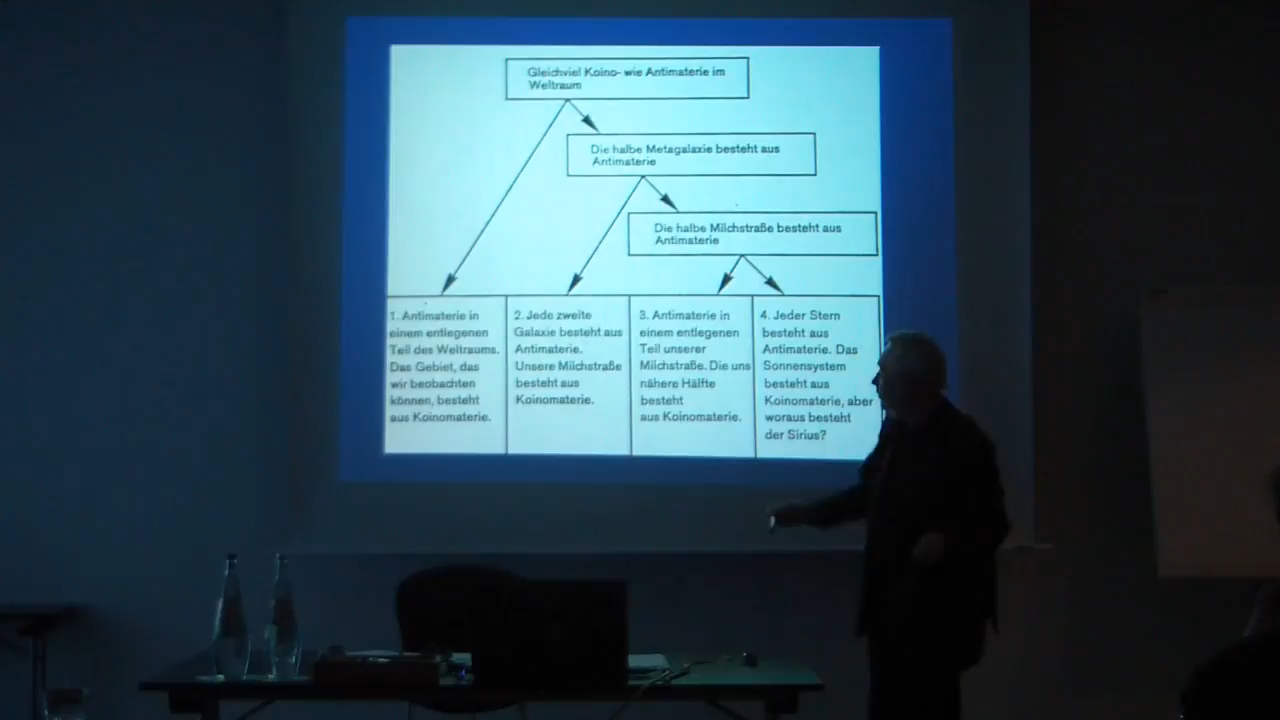 Gleichviel Koino- wie Antimaterie im
Weltraum
Die halbe Metagalaxie besteht aus
Antimaterie
Die halbe Milchstraße besteht aus
Antimaterie
1. Antimaterie in
einem entlegenen
Teil des Weltraums.
Das Gebiet, das
wir beobachten
können, besteht
aus Koinomaterie.
2. Jede zweite
Galaxie besteht aus
Antimaterie.
Unsere Milchstraße
besteht aus
Koinomaterie.
3. Antimaterie in
einem entlegenen
Teil unserer
Milchstraße. Die uns
nähere Hälfte
besteht
aus Koinomaterie.
4. Jeder Stern
besteht aus
Antimaterie. Das
Sonnensystem
besteht aus
Koinomaterie, aber
woraus besteht
der Sirius?